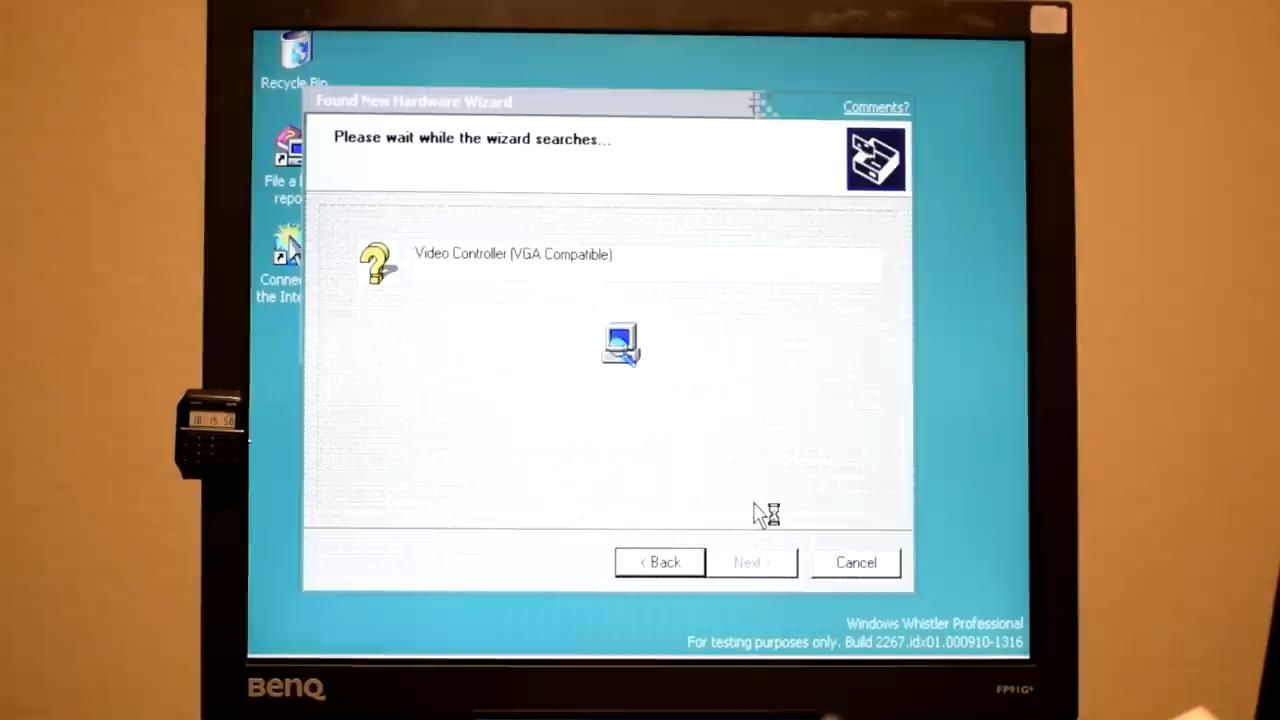 Recycle Bin
Found New Hardware Wizard
Comments?
Please wait while the wizard searches...
File a
repo
Video Controller (VGA Compatible)
Conne
the Inte
< Back
Next >
Cancel
Windows Whistler Professional
For testing purposes only. Build 2267.idx01.000910-1316
BenQ
FP91G+